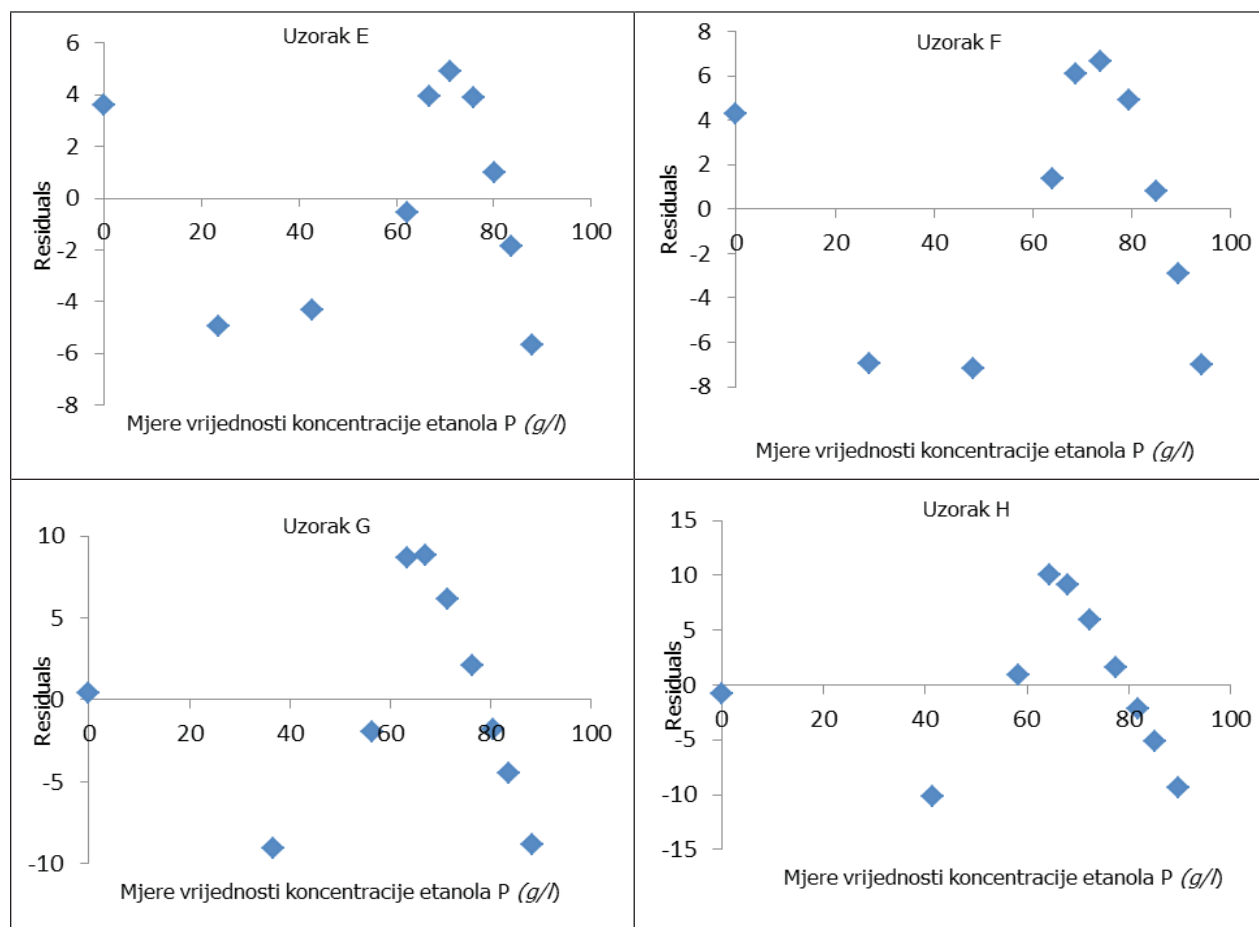 Uzorak E
6
4
2
0
-2
-4
-6
-8
0 20 40 60 80 100
Residuals
Mjere vrijednosti koncentracije etanola P (g/l)
Uzorak F
8
6
4
2
0
-2
-4
-6
-8
0 20 40 60 80 100
Residuals
Mjere vrijednosti koncentracije etanola P (g/l)
Uzorak G
10
5
0
-5
-10
0 20 40 60 80 100
Residuals
Mjere vrijednosti koncentracije etanola P (g/l)
Uzorak H
15
10
5
0
-5
-10
-15
0 20 40 60 80 100
Residuals
Mjere vrijednosti koncentracije etanola P (g/l)